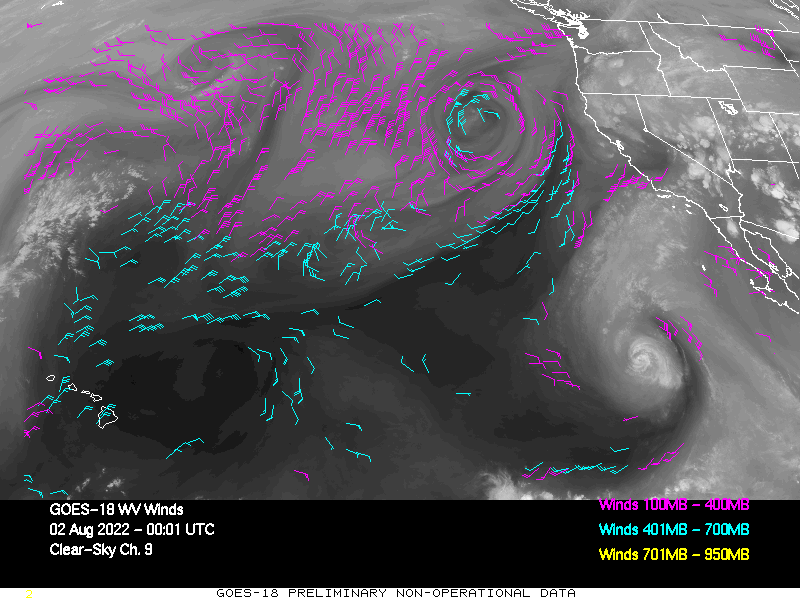 GOES-18 WV Winds
02 Aug 2022 - 00:01 UTC
Clear-Sky Ch. 9
Winds 100MB - 400MB
Winds 401MB - 700MB
Winds 701MB - 950MB
2
GOES-18 PRELIMINARY NON-OPERATIONAL DATA